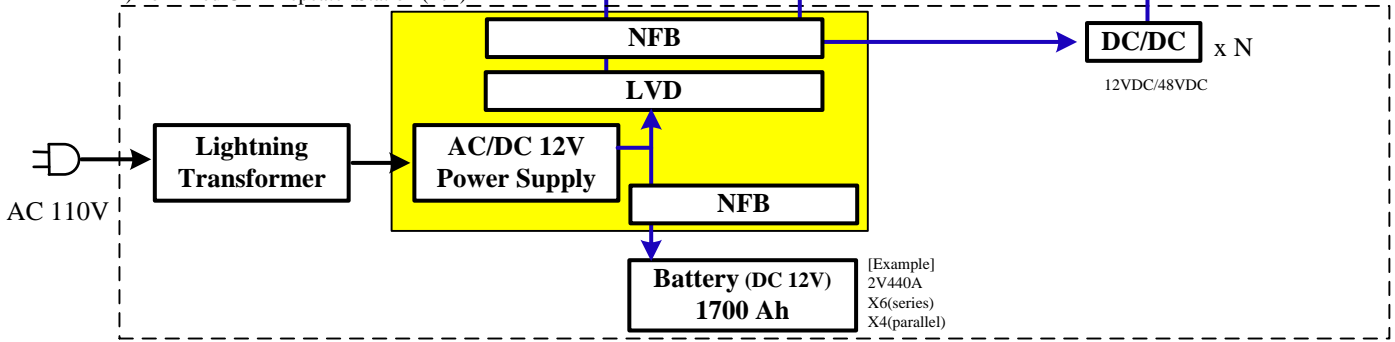 NFB
DC/DC
x N
LVD
12VDC/48VDC
Lightning
Transformer
AC/DC 12V
Power Supply
AC 110V
NFB
Battery (DC 12V)
1700 Ah
[Example]
2V440A
X6(series)
X4(parallel)